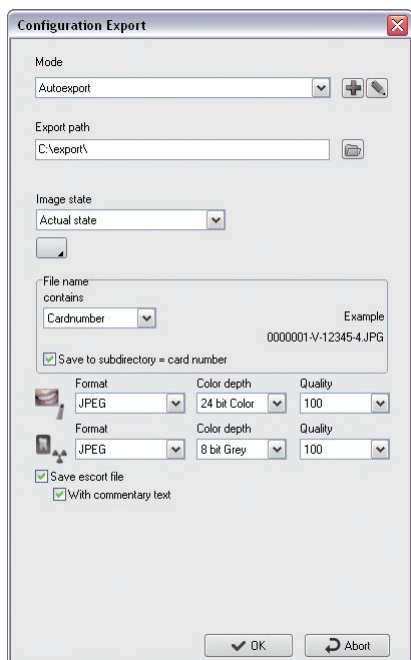 Configuration Export
Mode
Autoexport
Export path
C:\export\
Image state
Actual state
File name
contains
Cardnumber
Example
0000001-V-12345-4.JPG
Save to subdirectory = card number
Format Color depth Quality
JPEG 24 bit Color 100
Format Color depth Quality
JPEG 8 bit Grey 100
Save escort file
With commentary text
OK Abort